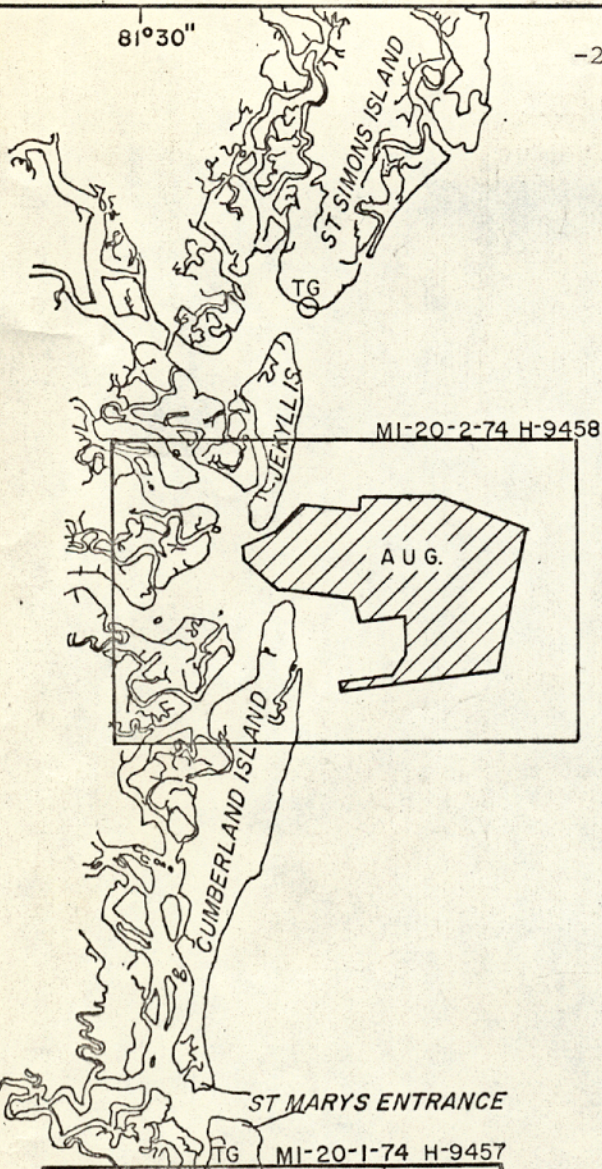 81°30"
-2
ST SIMONS ISLAND
TG
JEKYLL IS.
MI-20-2-74 H-9458
AUG.
CUMBERLAND ISLAND
ST MARYS ENTRANCE
TG MI-20-1-74 H-9457